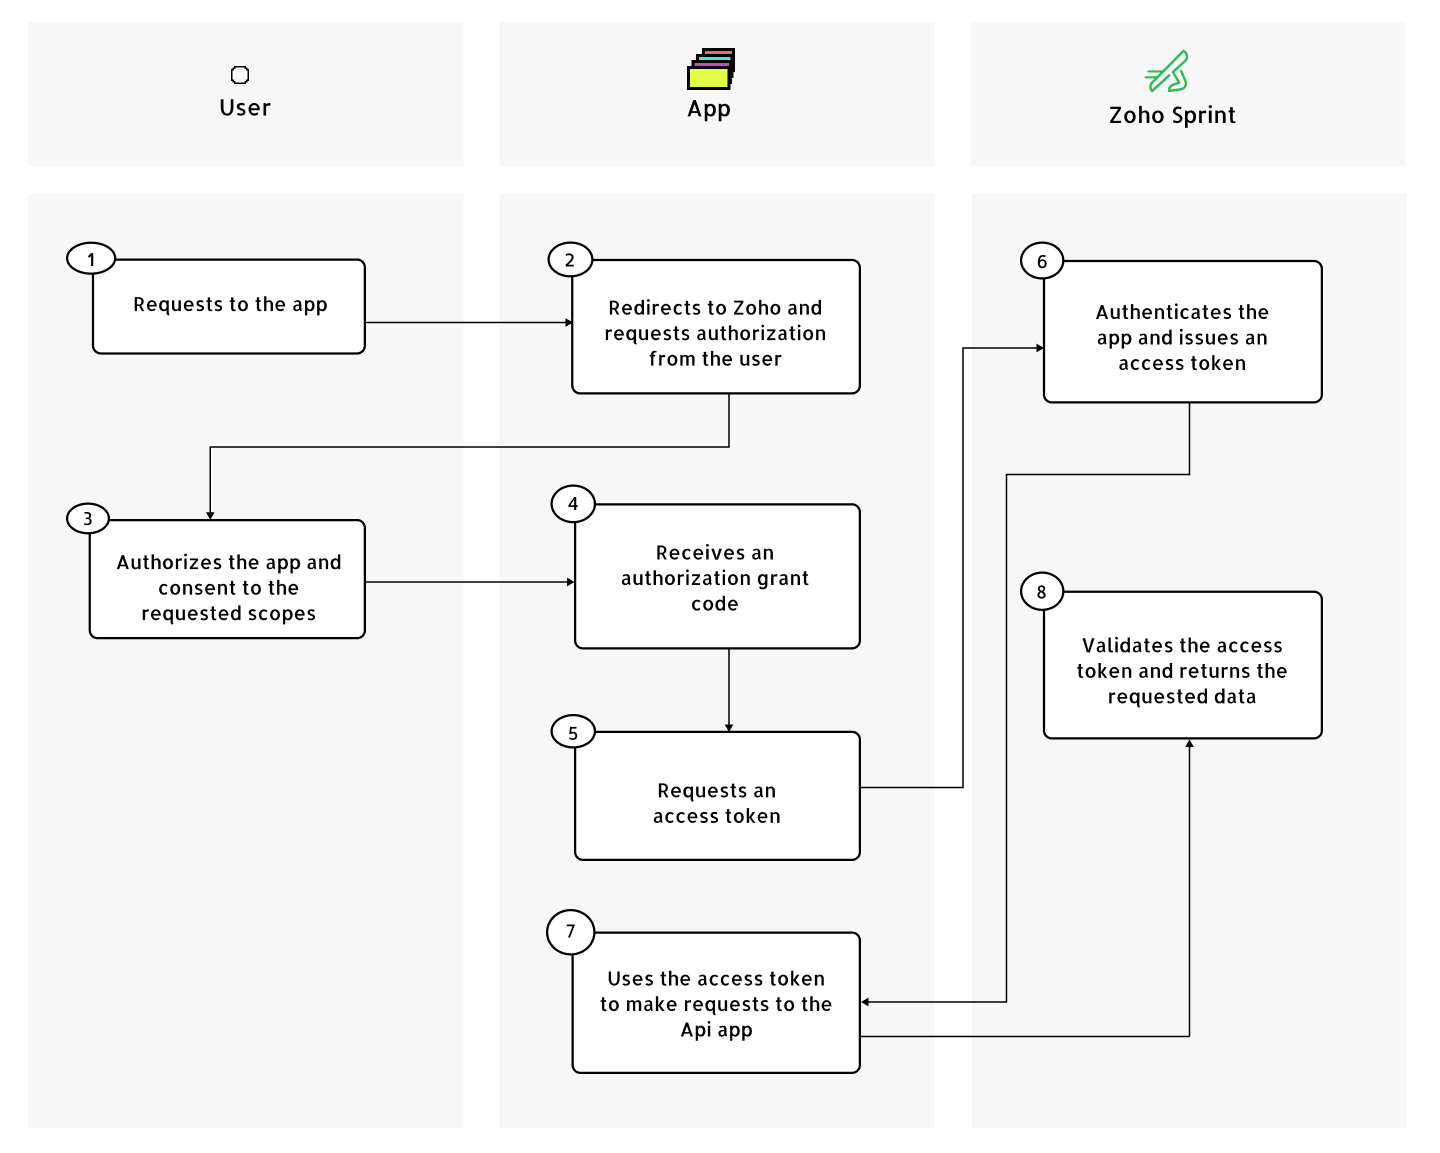 User
App
Zoho Sprint
1
Requests to the app
2
Redirects to Zoho and
requests authorization
from the user
3
Authorizes the app and
consent to the
requested scopes
4
Receives an
authorization grant
code
5
Requests an
access token
6
Authenticates the
app and issues an
access token
7
Uses the access token
to make requests to the
Api app
8
Validates the access
token and returns the
requested data